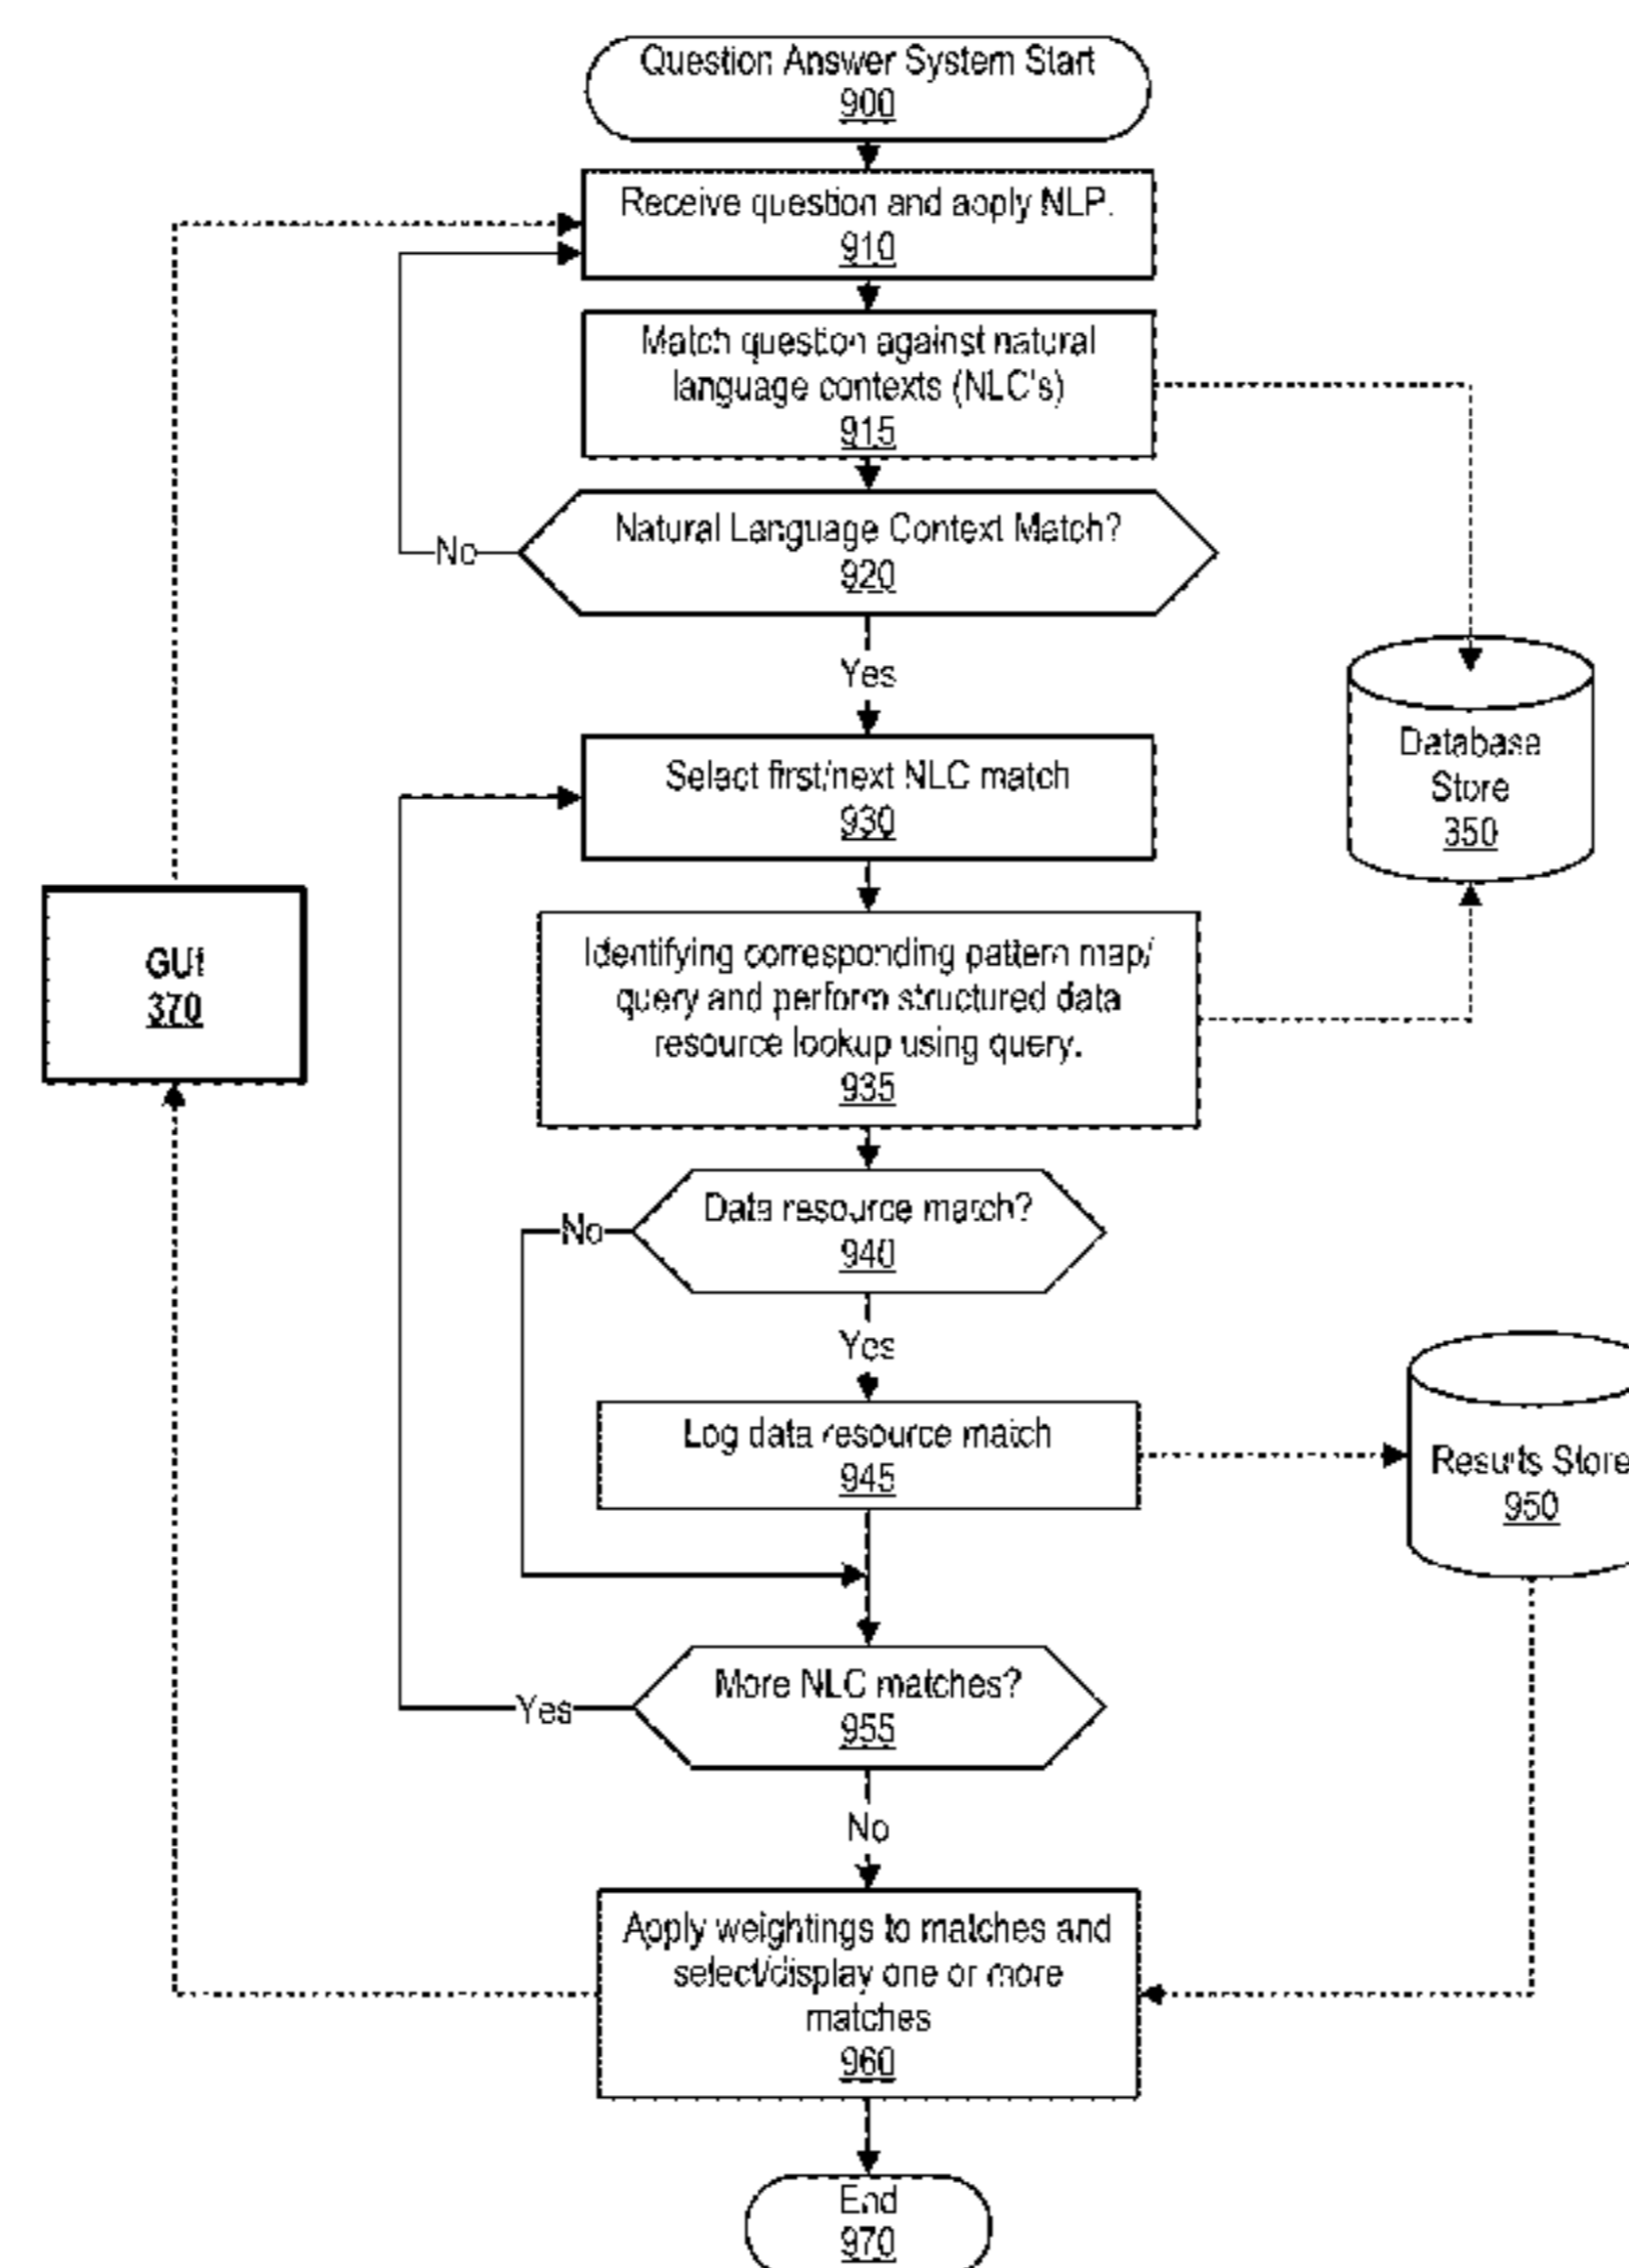 Question Answer System Start
900
Receive question and apply NLP.
910
Match question against natural
language contexts (NLC's)
915
Natural Language Context Match?
920
No
Yes
Select first/next NLC match
930
Database
Store
350
GUI
370
Identifying corresponding pattern map/
query and perform structured data
resource lookup using query.
935
Data resource match?
940
No
Yes
Log data resource match
945
Results Store
950
More NLC matches?
955
Yes
No
Apply weightings to matches and
select/display one or more
matches
960
End
970